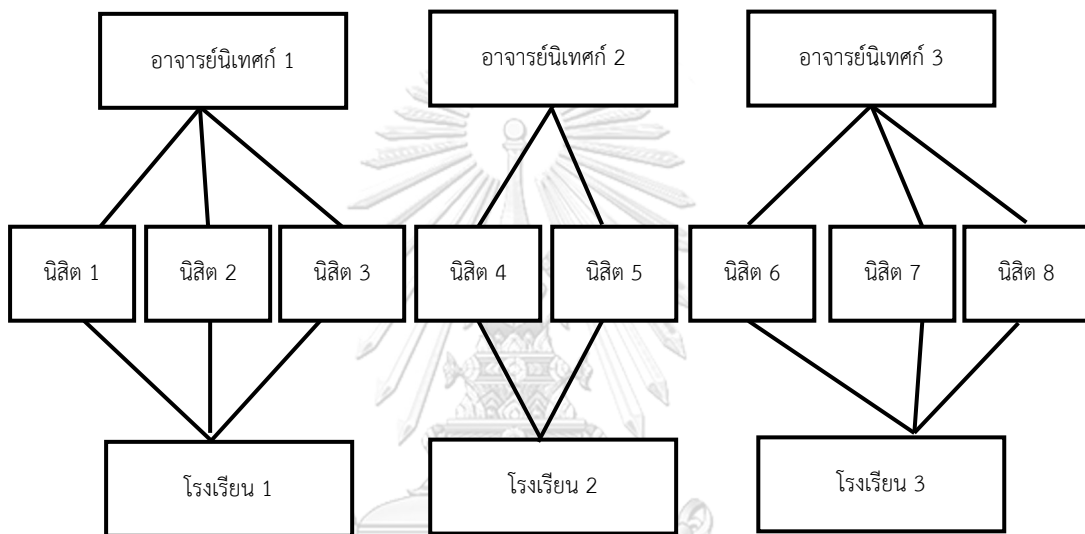 อาจารย์นิเทศก์ 1
อาจารย์นิเทศก์ 2
อาจารย์นิเทศก์ 3
นิสิต 1
นิสิต 2
นิสิต 3
นิสิต 4
นิสิต 5
นิสิต 6
นิสิต 7
นิสิต 8
โรงเรียน 1
โรงเรียน 2
โรงเรียน 3